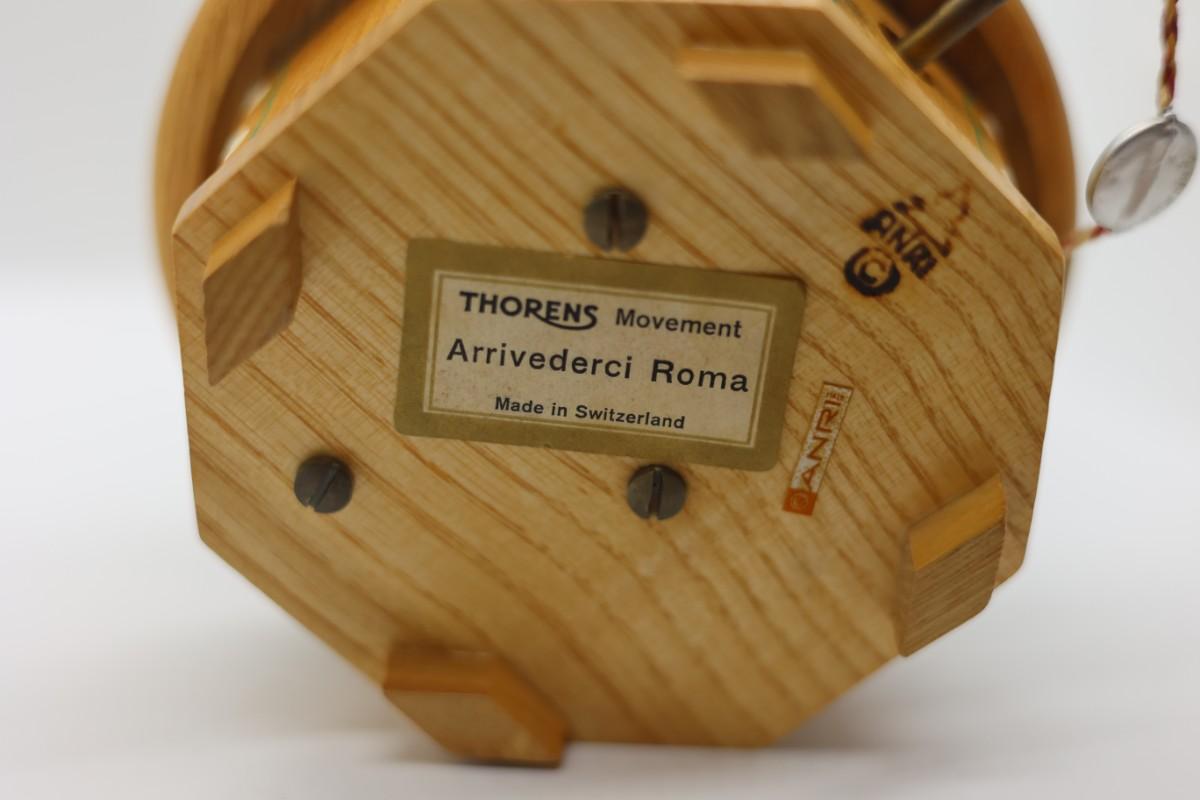 THORENS Movement
Arrivederci Roma
Made in Switzerland
ANRI
©
ANRI